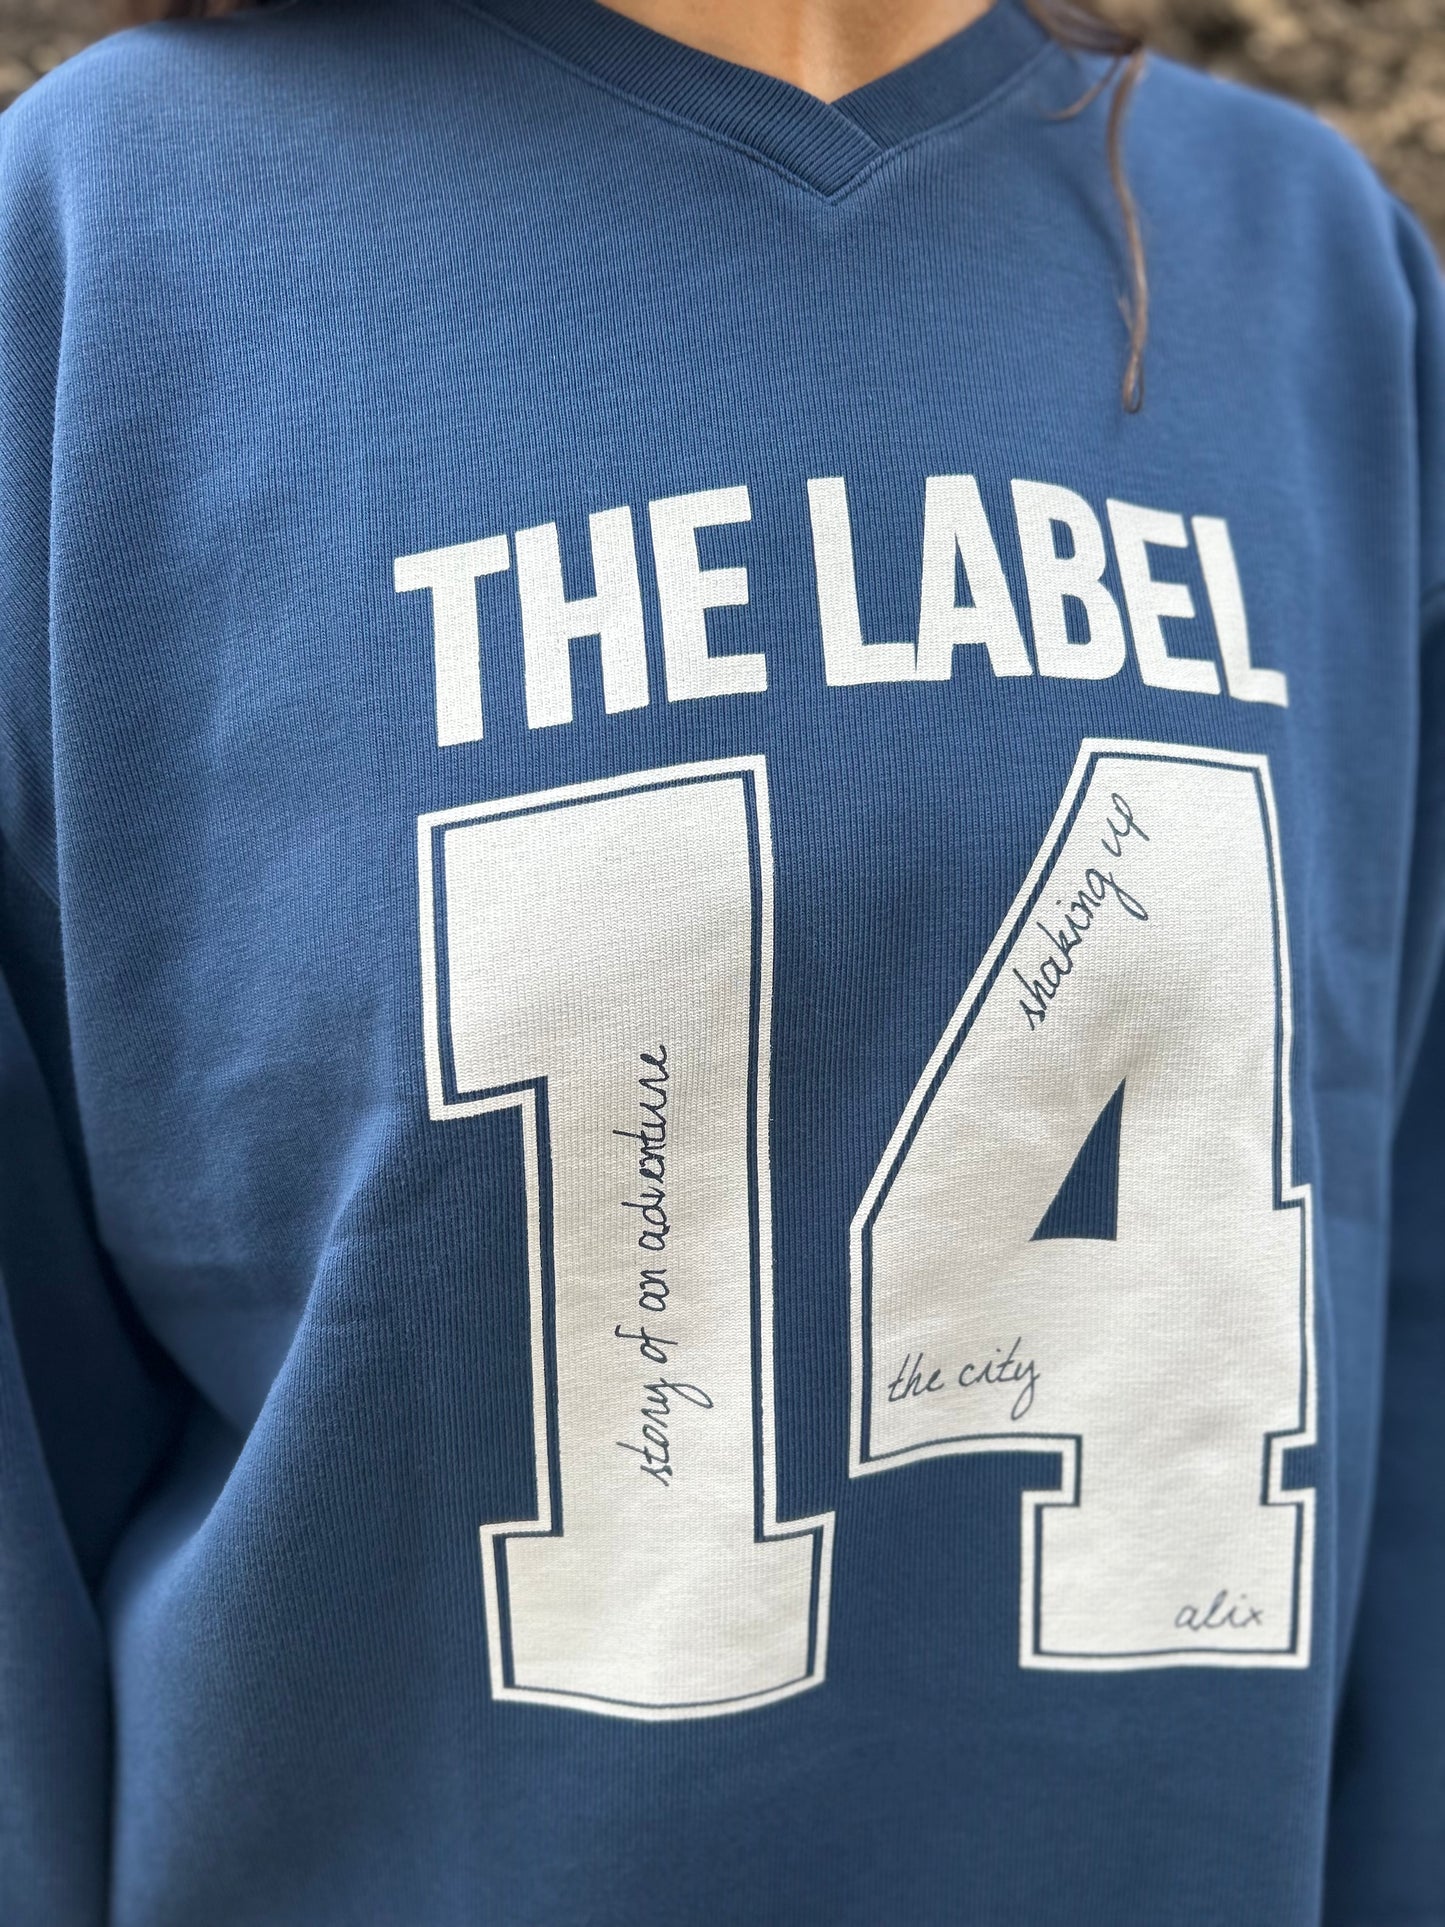 THE LABEL
14
story of an adventure
shaking up
the city
alix